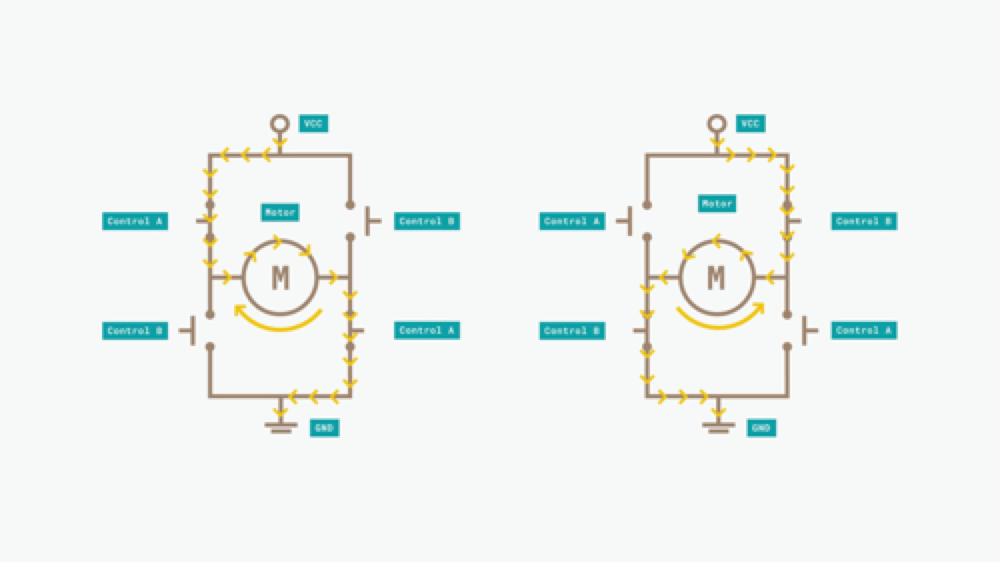 VCC
VCC
Motor
Motor
Control A
Control B
Control A
Control B
M
M
Control B
Control A
Control B
Control A
GND
GND